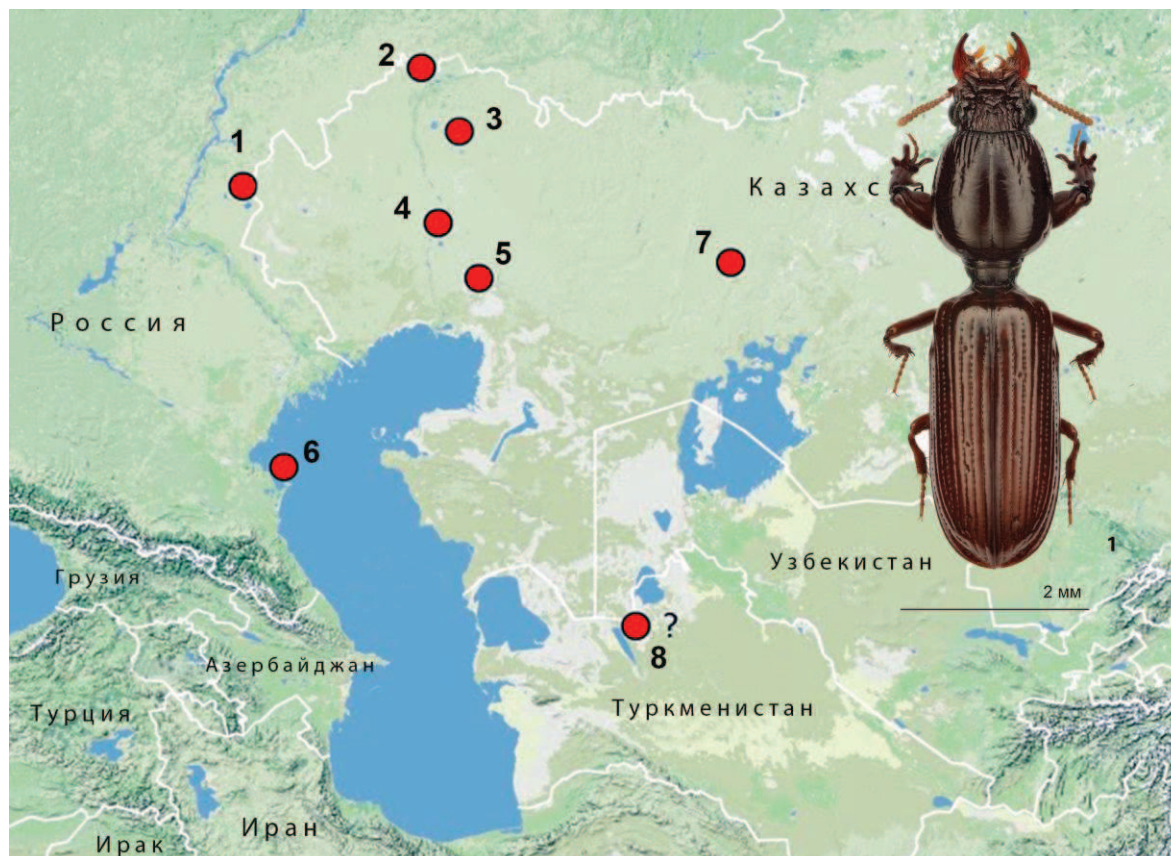 2
3
1
Казахста
4
7
5
Россия
6
1
Узбекистан
Грузия
2 мм
?
8
Азербайджан
Туркменистан
Турция
Иран
Ирак